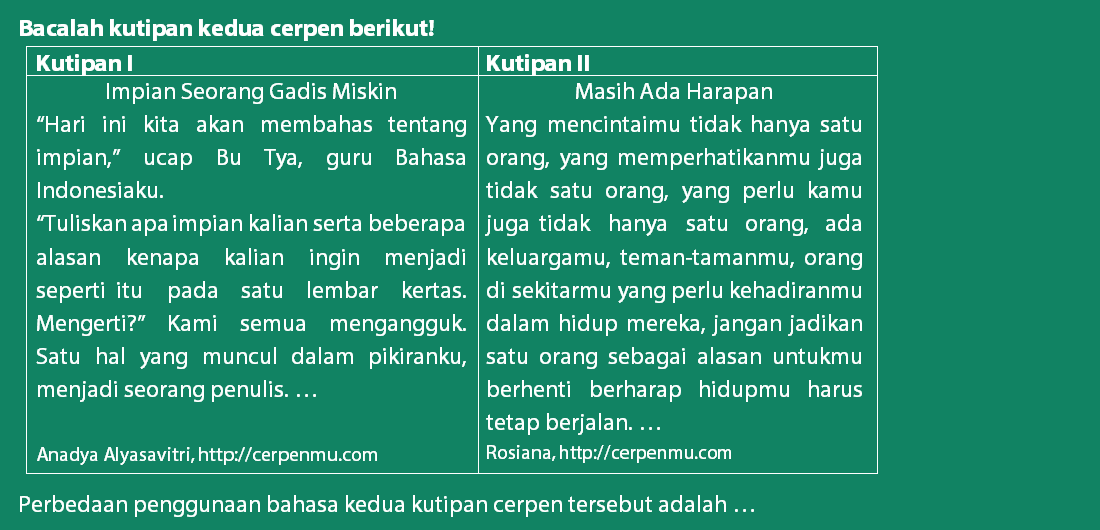 Bacalah kutipan kedua cerpen berikut!
Kutipan I
Impian Seorang Gadis Miskin
“Hari ini kita akan membahas tentang
impian,” ucap Bu Tya, guru Bahasa
Indonesiaku.
“Tuliskan apa impian kalian serta beberapa
alasan kenapa kalian ingin menjadi
seperti itu pada satu lembar kertas.
Mengerti?” Kami semua mengangguk.
Satu hal yang muncul dalam pikiranku,
menjadi seorang penulis. …
Anadya Alyasavitri, http://cerpenmu.com
Kutipan II
Masih Ada Harapan
Yang mencintaimu tidak hanya satu
orang, yang memperhatikanmu juga
tidak satu orang, yang perlu kamu
juga tidak hanya satu orang, ada
keluargamu, teman-tamanmu, orang
di sekitarmu yang perlu kehadiranmu
dalam hidup mereka, jangan jadikan
satu orang sebagai alasan untukmu
berhenti berharap hidupmu harus
tetap berjalan. …
Rosiana, http://cerpenmu.com
Perbedaan penggunaan bahasa kedua kutipan cerpen tersebut adalah …